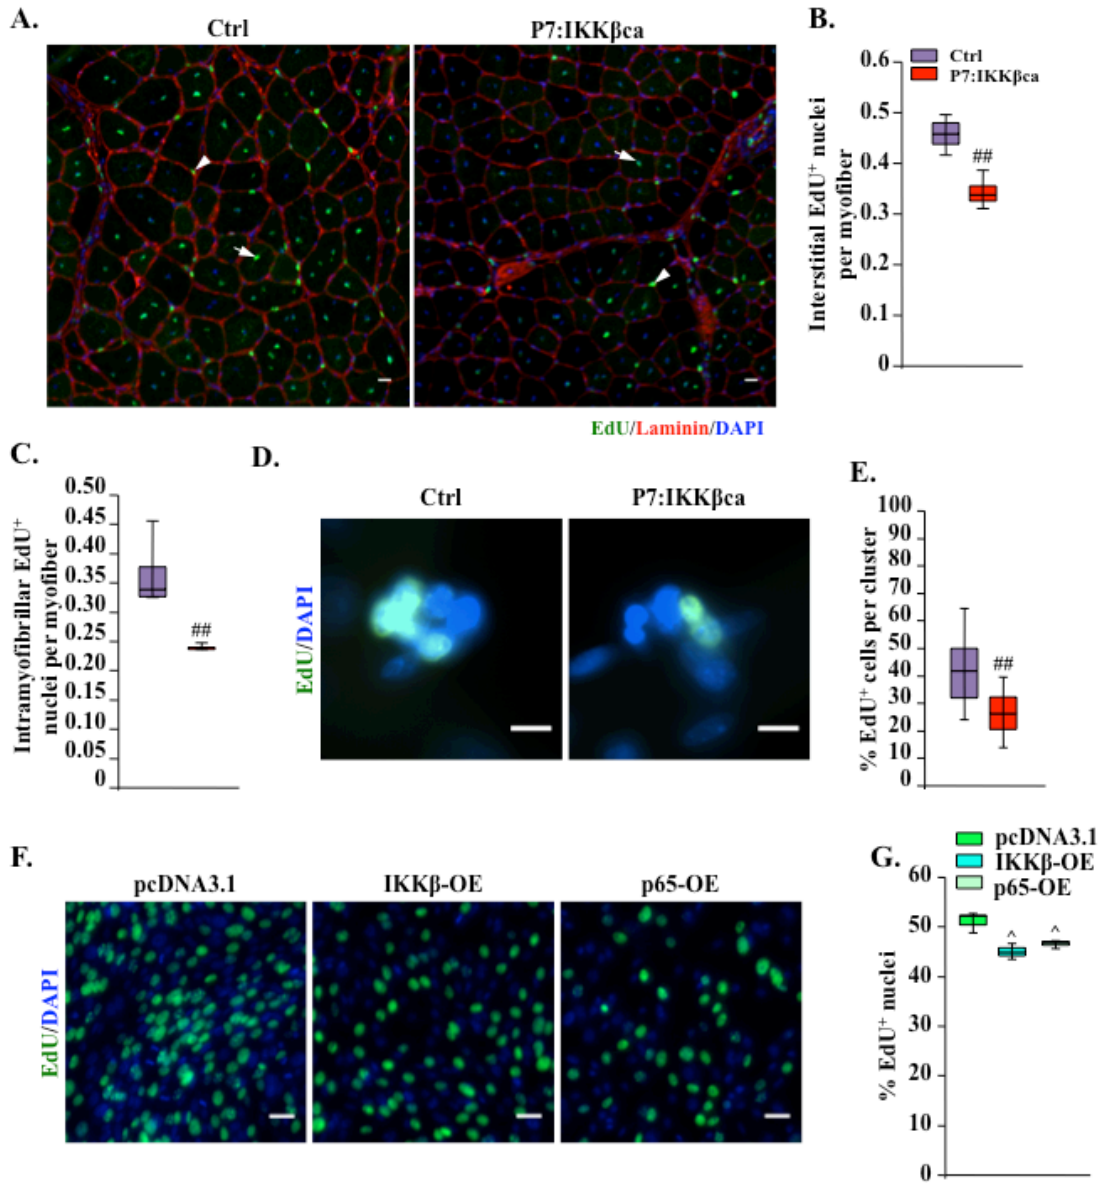 A.
Ctrl
P7:IKKβca
EdU/Laminin/DAPI
B.
Ctrl
P7:IKKβca
Interstitial EdU⁺ nuclei
per myofiber
0.6
0.5
0.4
0.3
0.2
0.1
0
##
C.
Intramyofibrillar EdU⁺
nuclei per myofiber
0.50
0.45
0.40
0.35
0.30
0.25
0.20
0.15
0.10
0.05
0
##
D.
Ctrl
P7:IKKβca
EdU/DAPI
E.
% EdU⁺ cells per cluster
100
90
80
70
60
50
40
30
20
10
0
##
F.
pcDNA3.1
IKKβ-OE
p65-OE
EdU/DAPI
G.
pcDNA3.1
IKKβ-OE
p65-OE
% EdU⁺ nuclei
60
50
40
30
20
10
0
^
^